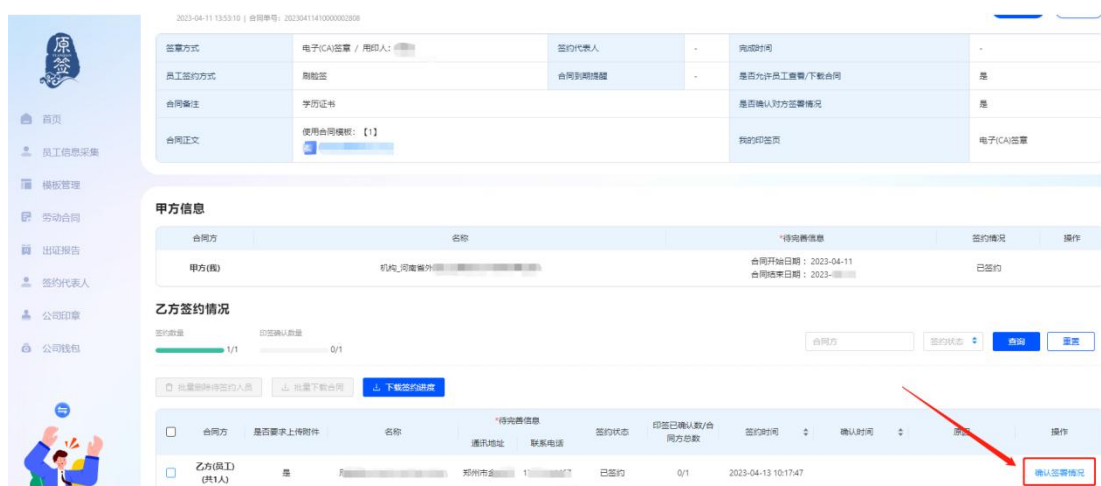 2023-04-11 13:53:10 | 合同单号: 20230411410000002808
原签
首页
员工信息采集
模板管理
劳动合同
出证报告
签约代表人
公司印章
公司钱包
签章方式 电子(CA)签章 / 用印人: 签约代表人 - 完成时间 -
员工签约方式 刷脸签 合同到期提醒 - 是否允许员工查看/下载合同 是
合同备注 学历证书 是否确认对方签署情况 是
合同正文 使用合同模板: 【1】 我的印签页 电子(CA)签章
甲方信息
合同方 名称 *待完善信息 签约情况 操作
甲方(我) 机构_河南省外 合同开始日期: 2023-04-11 已签约
合同结束日期: 2023-
乙方签约情况
签约数量 印签确认数量
1/1 0/1 合同方 签约状态 查询 重置
批量删除待签约人员 批量下载合同 下载签约进度
合同方 是否要求上传附件 名称 *待完善信息 签约状态 印签已确认数/合同方总数 签约时间 确认时间 操作
通讯地址 联系电话
乙方(员工) 是 郑州市金 1 已签约 0/1 2023-04-13 10:17:47 确认签署情况
(共1人)